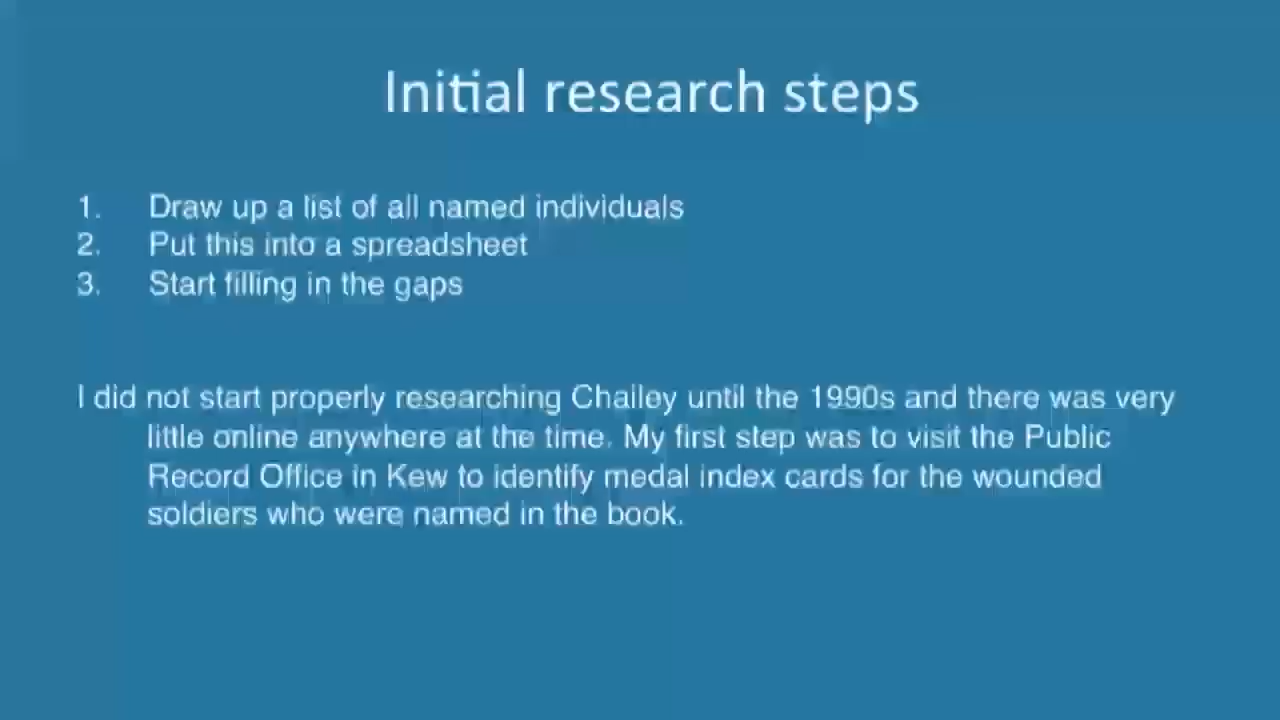 Initial research steps
1. Draw up a list of all named individuals
2. Put this into a spreadsheet
3. Start filling in the gaps
I did not start properly researching Chailey until the 1990s and there was very
little online anywhere at the time. My first step was to visit the Public
Record Office in Kew to identify medal index cards for the wounded
soldiers who were named in the book.